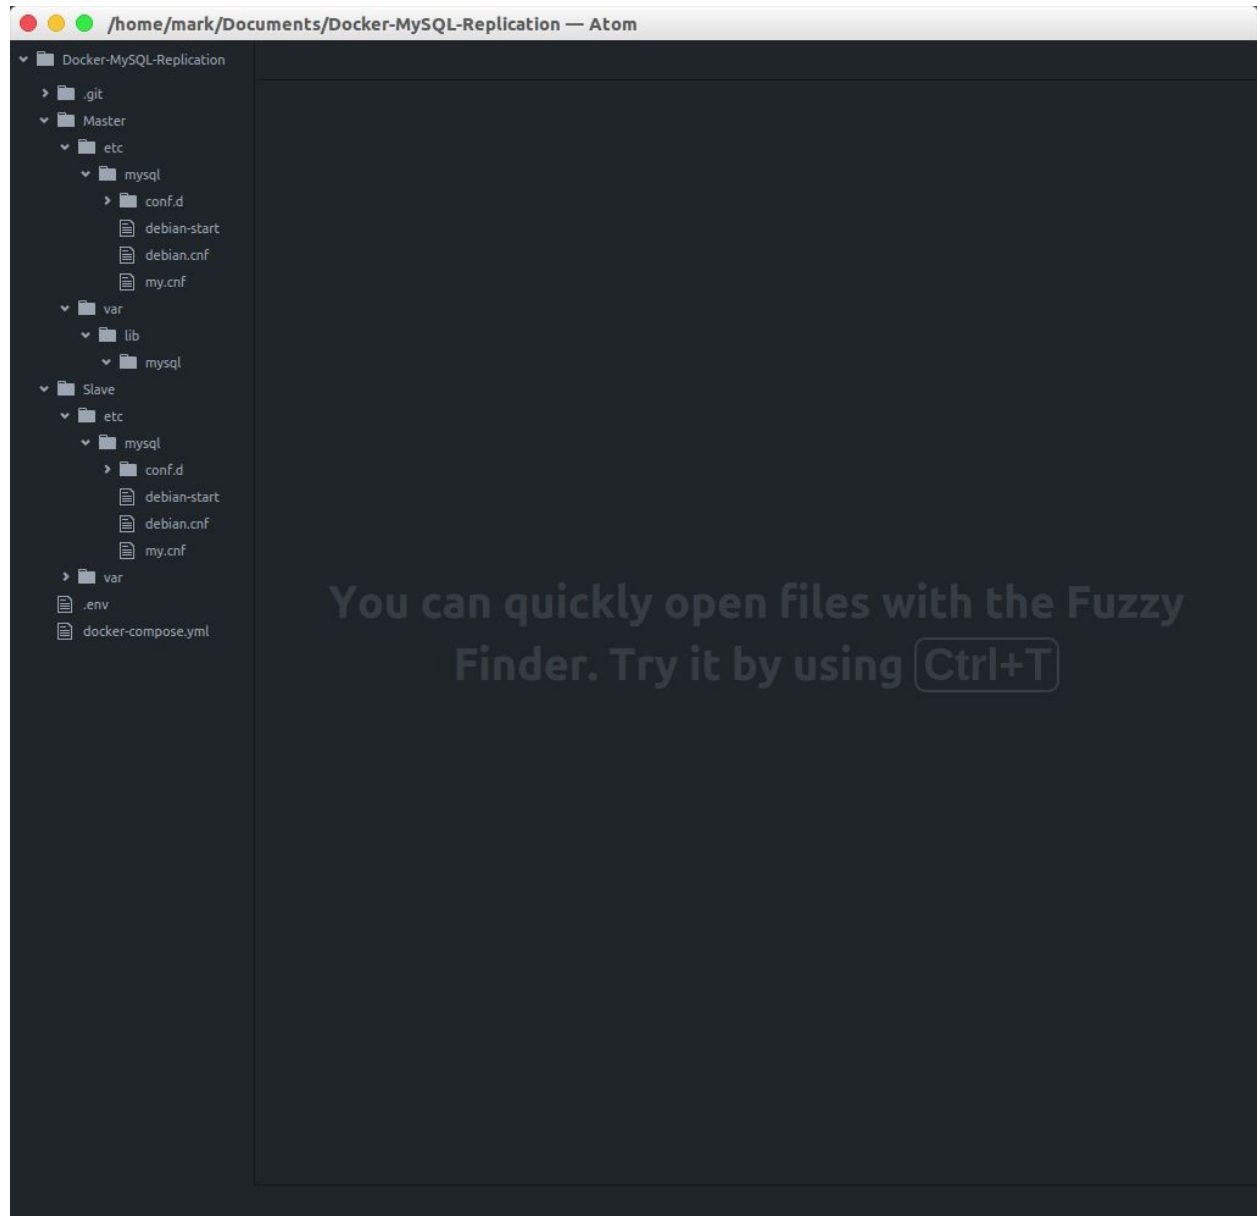 /home/mark/Documents/Docker-MySQL-Replication — Atom
Docker-MySQL-Replication
.git
Master
etc
mysql
conf.d
debian-start
debian.cnf
my.cnf
var
lib
mysql
Slave
etc
mysql
conf.d
debian-start
debian.cnf
my.cnf
var
.env
docker-compose.yml
You can quickly open files with the Fuzzy
Finder. Try it by using Ctrl+T